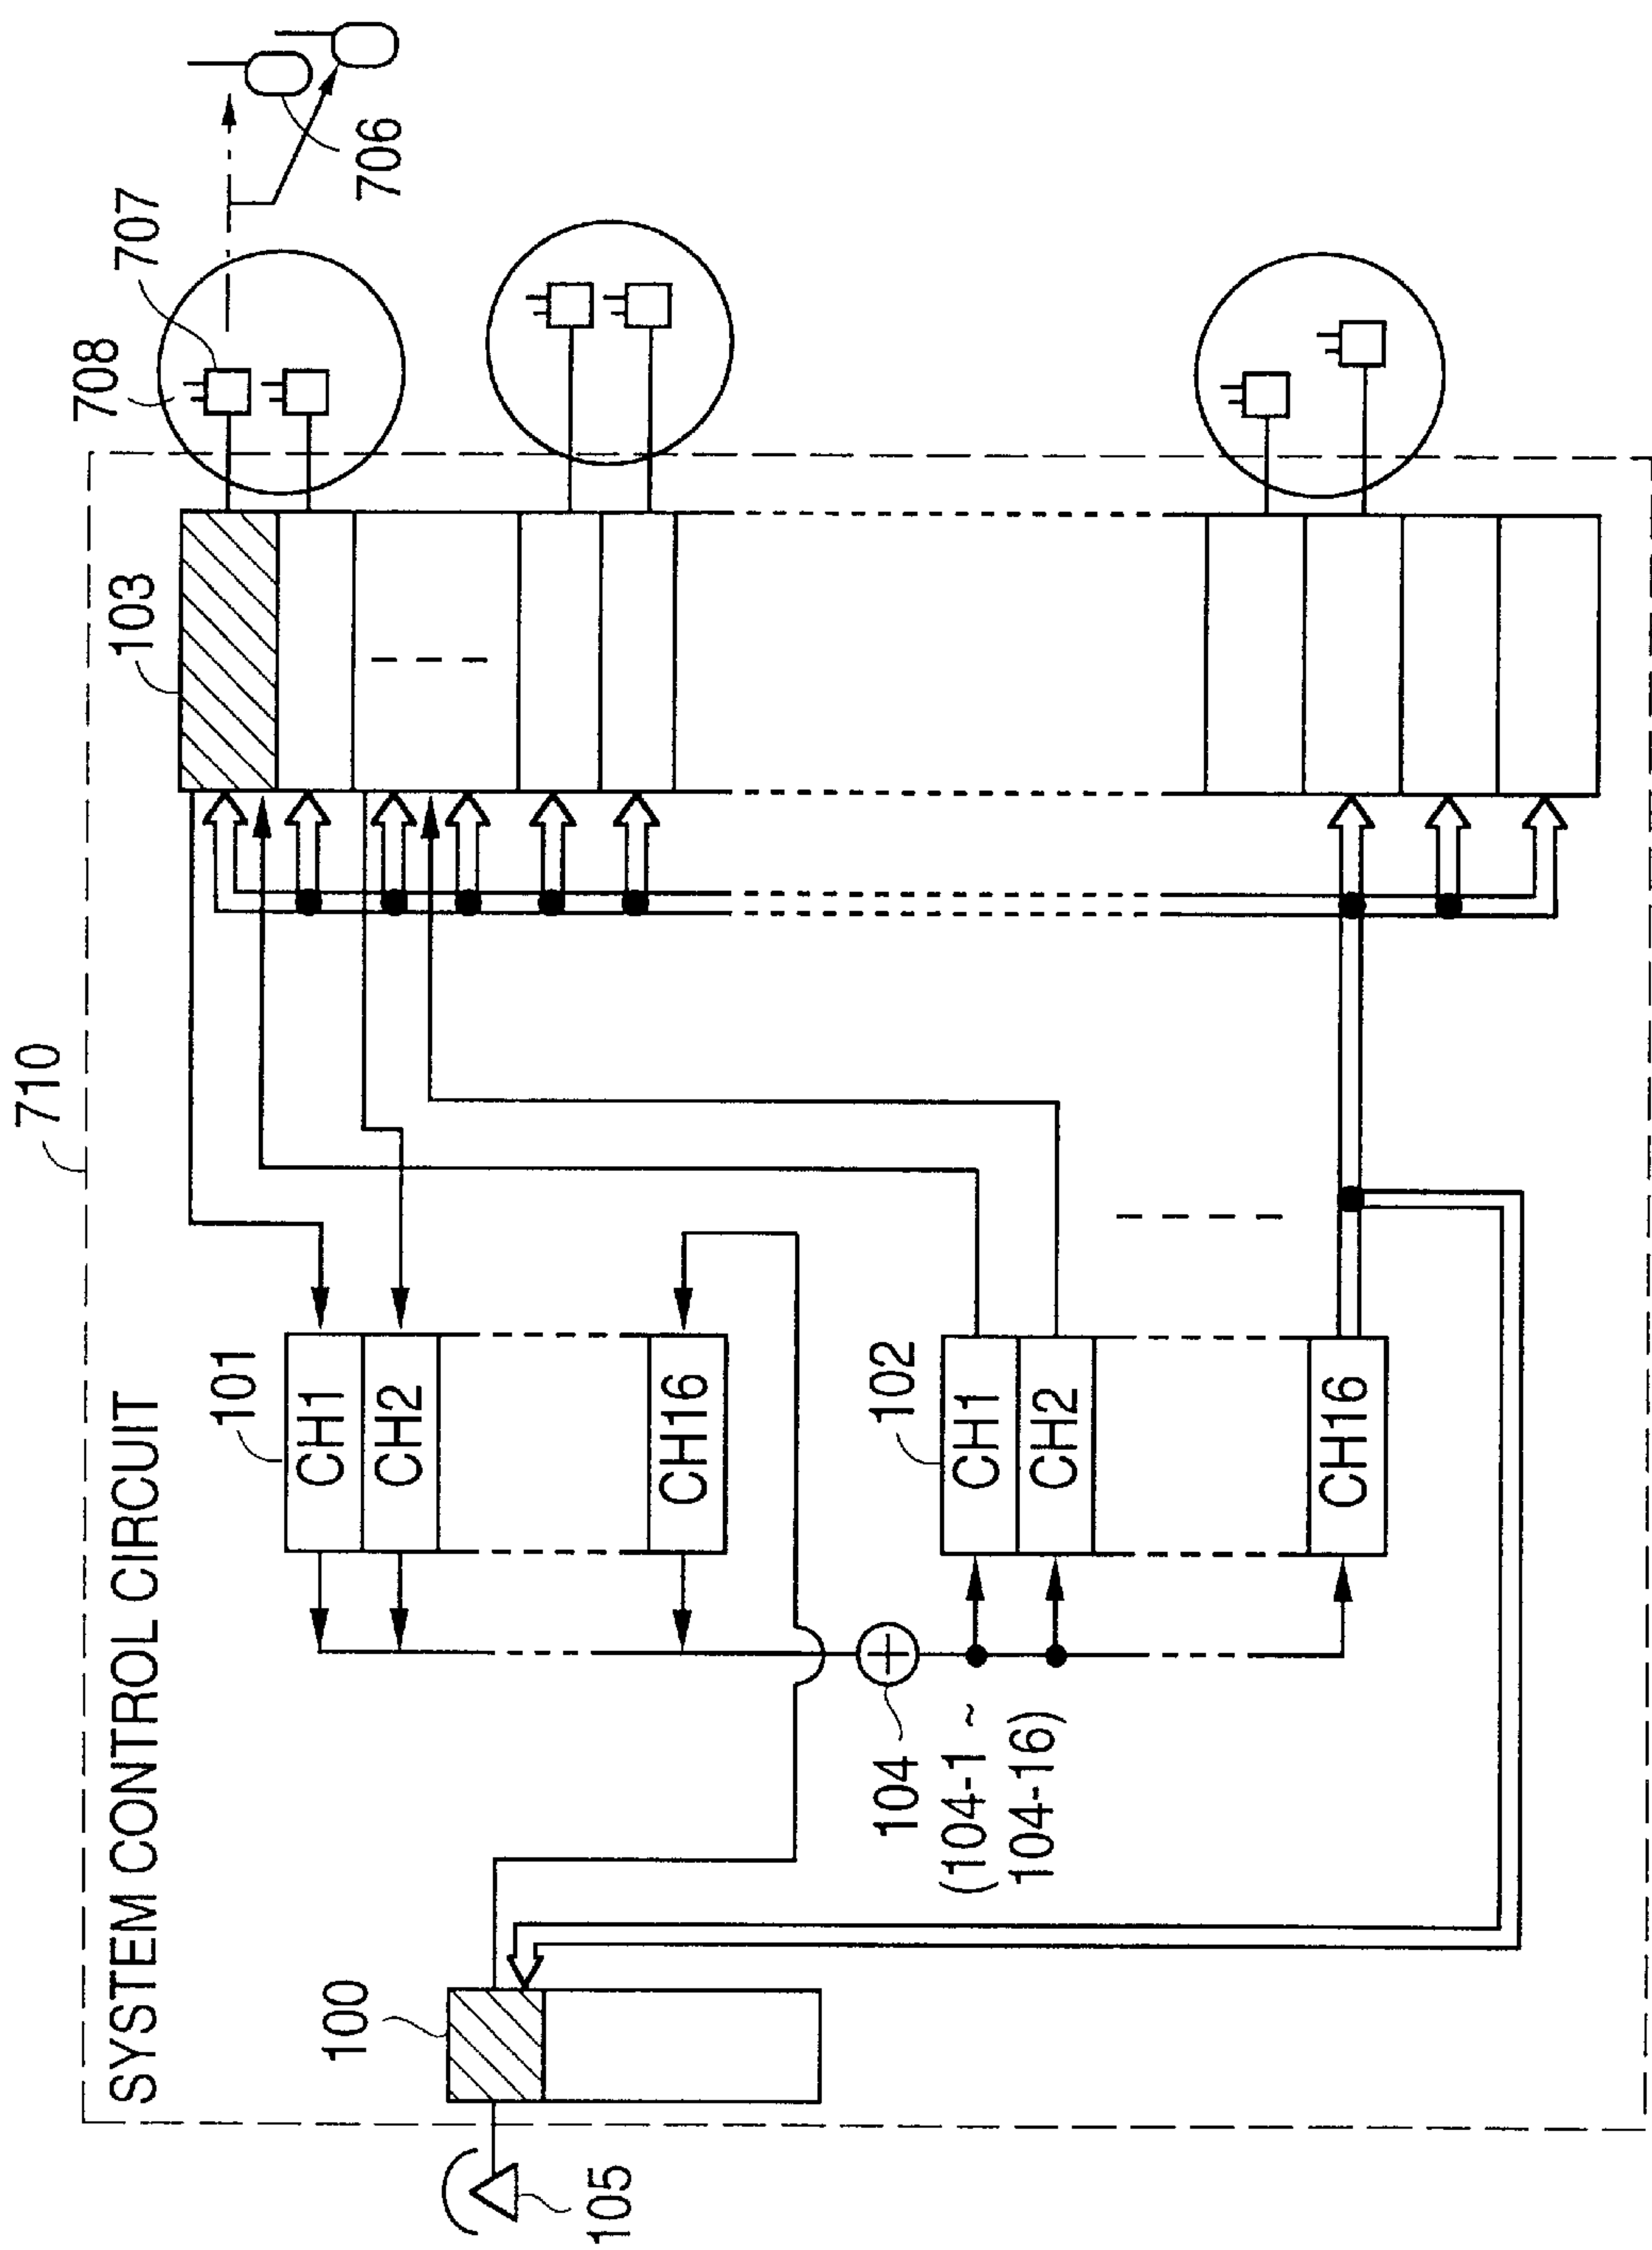 710
SYSTEM CONTROL CIRCUIT
708
707
706
103
101
CH1
CH2
CH16
100
105
102
CH1
CH2
CH16
104
(104-1 ~
104-16)